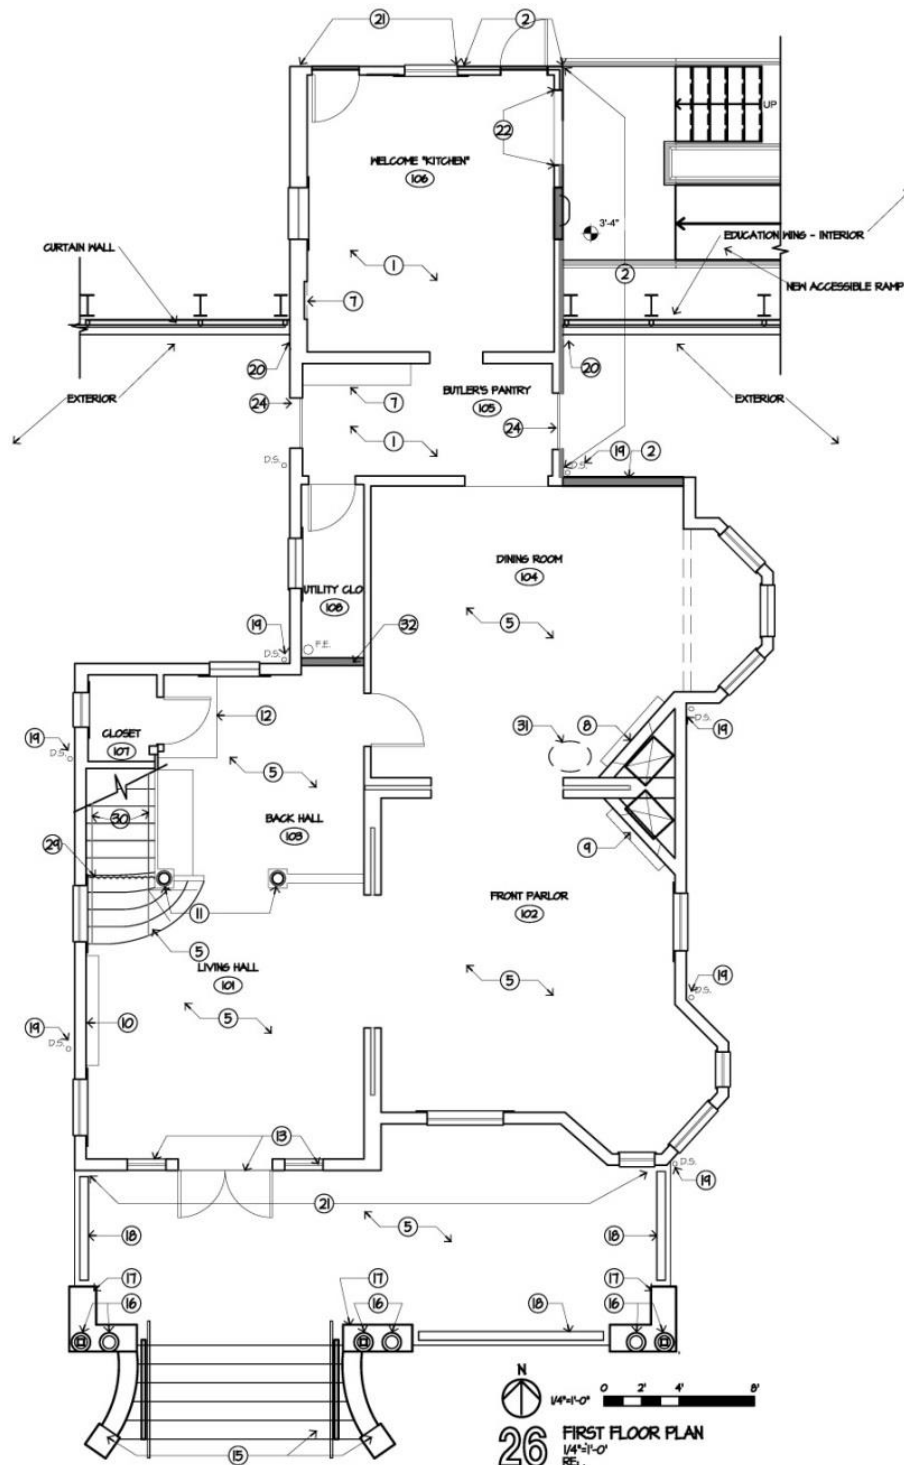 21
2
22
UP
WELCOME "KITCHEN"
106
3'-4"
EDUCATION WING - INTERIOR
CURTAIN WALL
1
2
NEW ACCESSIBLE RAMP
7
20
20
EXTERIOR
7
BUTLER'S PANTRY
105
EXTERIOR
24
24
1
D.S.
D.S.
19
2
DINING ROOM
104
UTILITY CLO
108
5
19
32
D.S.
F.E.
12
31
8
D.S.
19
CLOSET
107
19
D.S.
5
30
BACK HALL
103
29
9
11
FRONT PARLOR
102
5
LIVING HALL
101
5
19
D.S.
5
19
D.S.
10
13
D.S.
19
21
5
18
18
17
17
17
16
16
16
18
N
1/4"=1'-0"
0 2' 4' 8'
26
FIRST FLOOR PLAN
1/4"=1'-0"
REF.
15